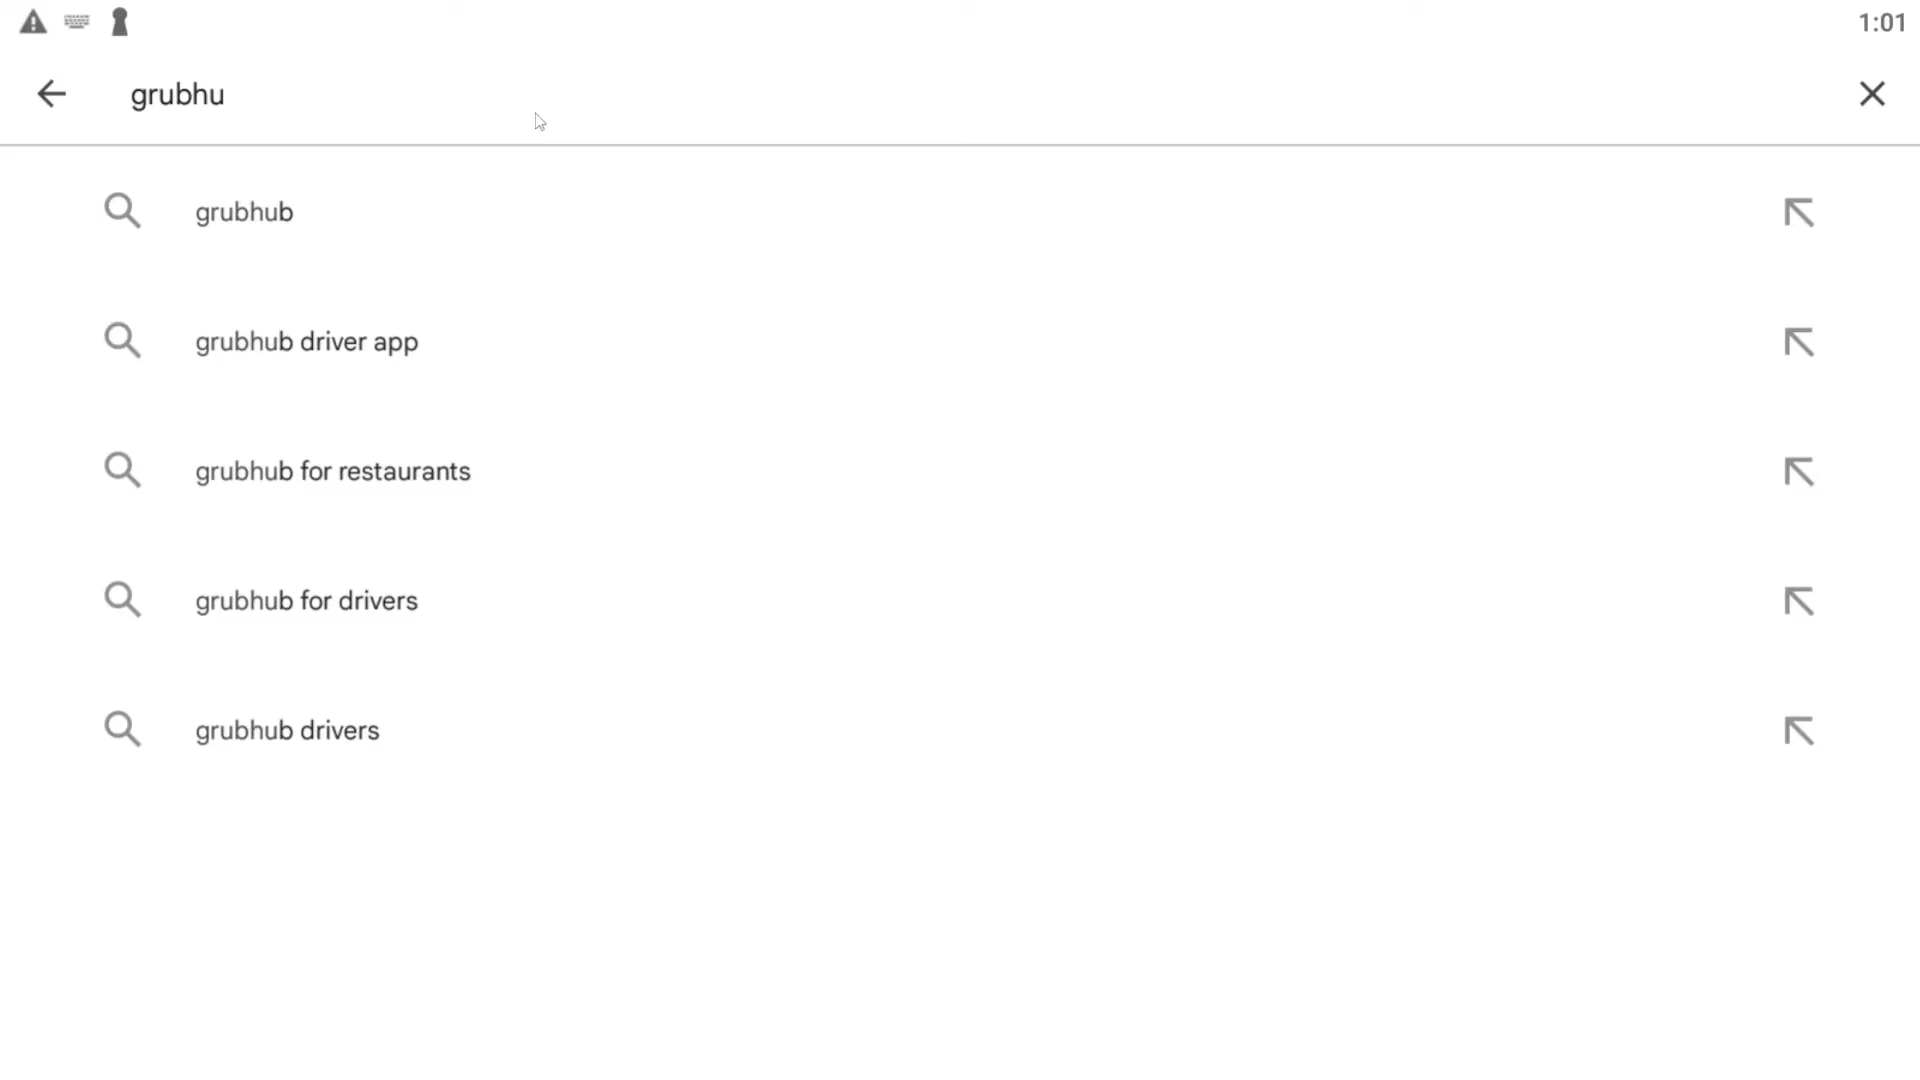 1:01
grubhu
grubhub
grubhub driver app
grubhub for restaurants
grubhub for drivers
grubhub drivers